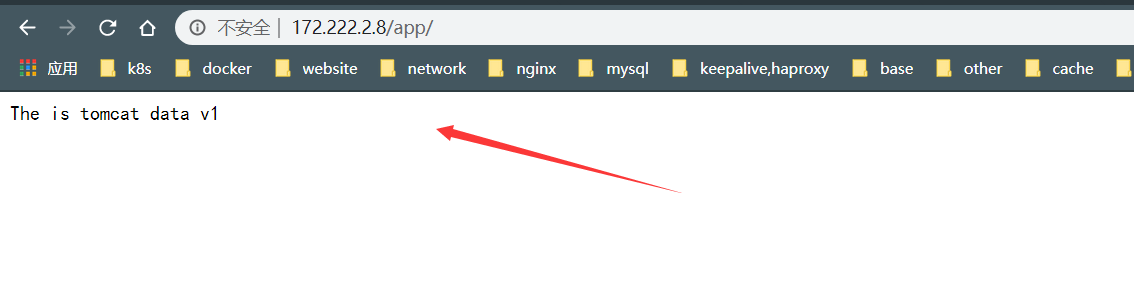 不安全 | 172.222.2.8/app/
应用 k8s docker website network nginx mysql keepalive,haproxy base other cache
The is tomcat data v1